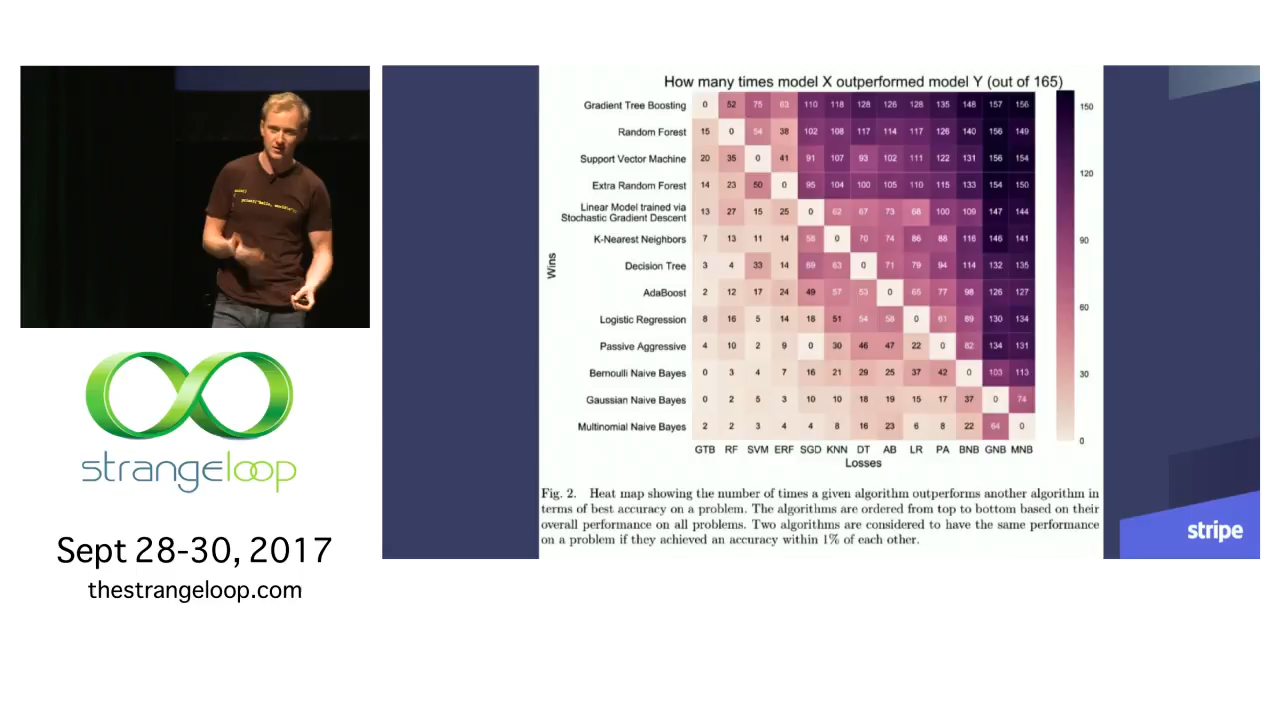 How many times model X outperformed model Y (out of 165)
Gradient Tree Boosting 0 52 75 63 110 118 128 126 128 135 148 157 156
Random Forest 15 0 54 38 102 108 117 114 117 126 140 156 149
Support Vector Machine 20 35 0 41 91 107 93 102 111 122 131 156 154
Extra Random Forest 14 23 50 0 95 104 100 105 110 115 133 154 150
Linear Model trained via
Stochastic Gradient Descent 13 27 15 25 0 62 67 73 68 100 109 147 144
K-Nearest Neighbors 7 13 11 14 58 0 70 74 86 88 116 146 141
Decision Tree 3 4 33 14 69 63 0 71 79 94 114 132 135
AdaBoost 2 12 17 24 49 57 53 0 65 77 98 126 127
Logistic Regression 8 16 5 14 18 51 54 58 0 61 89 130 134
Passive Aggressive 4 10 2 9 0 30 46 47 22 0 82 134 131
Bernoulli Naive Bayes 0 3 4 7 16 21 29 25 37 42 0 103 113
Gaussian Naive Bayes 0 2 5 3 10 10 18 19 15 17 37 0 74
Multinomial Naive Bayes 2 2 3 4 4 8 16 23 6 8 22 64 0
GTB RF SVM ERF SGD KNN DT AB LR PA BNB GNB MNB
Losses
Wins
150
120
90
60
30
0
Fig. 2. Heat map showing the number of times a given algorithm outperforms another algorithm in
terms of best accuracy on a problem. The algorithms are ordered from top to bottom based on their
overall performance on all problems. Two algorithms are considered to have the same performance
on a problem if they achieved an accuracy within 1% of each other.
stripe
strangeloop
Sept 28-30, 2017
thestrangeloop.com